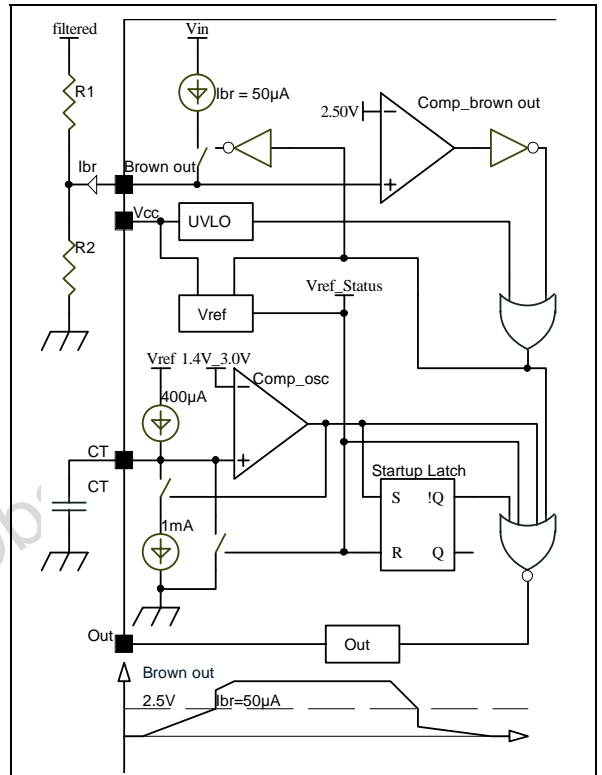 filtered
Vin
R1
Ibr = 50µA
2.50V
Comp_brown out
Ibr
Brown out
Vcc
UVLO
R2
Vref_Status
Vref
Vref 1.4V_3.0V
Comp_osc
400µA
CT
CT
Startup Latch
S !Q
1mA
R Q
Out
Out
Brown out
2.5V
Ibr=50µA